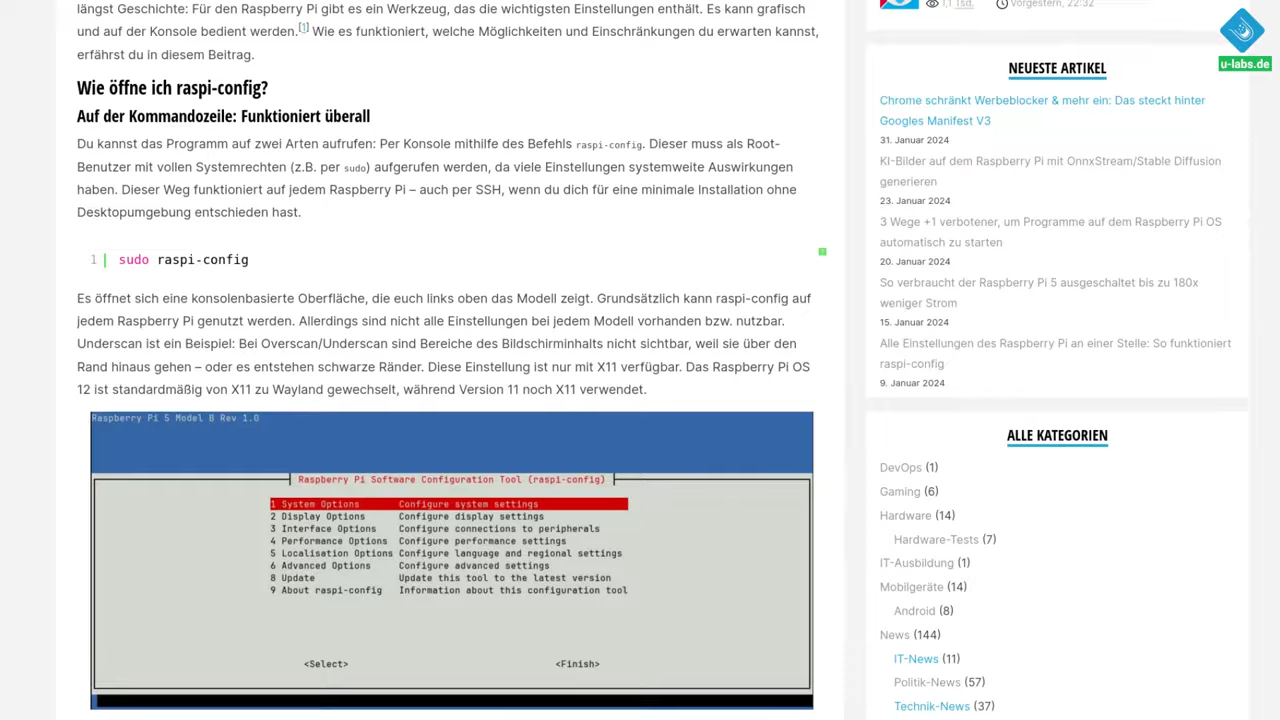 längst Geschichte: Für den Raspberry Pi gibt es ein Werkzeug, das die wichtigsten Einstellungen enthält. Es kann grafisch
und auf der Konsole bedient werden.[1] Wie es funktioniert, welche Möglichkeiten und Einschränkungen du erwarten kannst,
erfährst du in diesem Beitrag.
Wie öffne ich raspi-config?
Auf der Kommandozeile: Funktioniert überall
Du kannst das Programm auf zwei Arten aufrufen: Per Konsole mithilfe des Befehls raspi-config. Dieser muss als Root-
Benutzer mit vollen Systemrechten (z.B. per sudo) aufgerufen werden, da viele Einstellungen systemweite Auswirkungen
haben. Dieser Weg funktioniert auf jedem Raspberry Pi – auch per SSH, wenn du dich für eine minimale Installation ohne
Desktopumgebung entschieden hast.
1 sudo raspi-config
Es öffnet sich eine konsolenbasierte Oberfläche, die euch links oben das Modell zeigt. Grundsätzlich kann raspi-config auf
jedem Raspberry Pi genutzt werden. Allerdings sind nicht alle Einstellungen bei jedem Modell vorhanden bzw. nutzbar.
Underscan ist ein Beispiel: Bei Overscan/Underscan sind Bereiche des Bildschirminhalts nicht sichtbar, weil sie über den
Rand hinaus gehen – oder es entstehen schwarze Ränder. Diese Einstellung ist nur mit X11 verfügbar. Das Raspberry Pi OS
12 ist standardmäßig von X11 zu Wayland gewechselt, während Version 11 noch X11 verwendet.
Raspberry Pi 5 Model B Rev 1.0
Raspberry Pi Software Configuration Tool (raspi-config)
1 System Options Configure system settings
2 Display Options Configure display settings
3 Interface Options Configure connections to peripherals
4 Performance Options Configure performance settings
5 Localisation Options Configure language and regional settings
6 Advanced Options Configure advanced settings
8 Update Update this tool to the latest version
9 About raspi-config Information about this configuration tool
<Select> <Finish>
1,1 Tsd. Vorgestern, 22:32
u-labs.de
NEUESTE ARTIKEL
Chrome schränkt Werbeblocker & mehr ein: Das steckt hinter
Googles Manifest V3
31. Januar 2024
KI-Bilder auf dem Raspberry Pi mit OnnxStream/Stable Diffusion
generieren
23. Januar 2024
3 Wege +1 verbotener, um Programme auf dem Raspberry Pi OS
automatisch zu starten
20. Januar 2024
So verbraucht der Raspberry Pi 5 ausgeschaltet bis zu 180x
weniger Strom
15. Januar 2024
Alle Einstellungen des Raspberry Pi an einer Stelle: So funktioniert
raspi-config
9. Januar 2024
ALLE KATEGORIEN
DevOps (1)
Gaming (6)
Hardware (14)
Hardware-Tests (7)
IT-Ausbildung (1)
Mobilgeräte (14)
Android (8)
News (144)
IT-News (11)
Politik-News (57)
Technik-News (37)